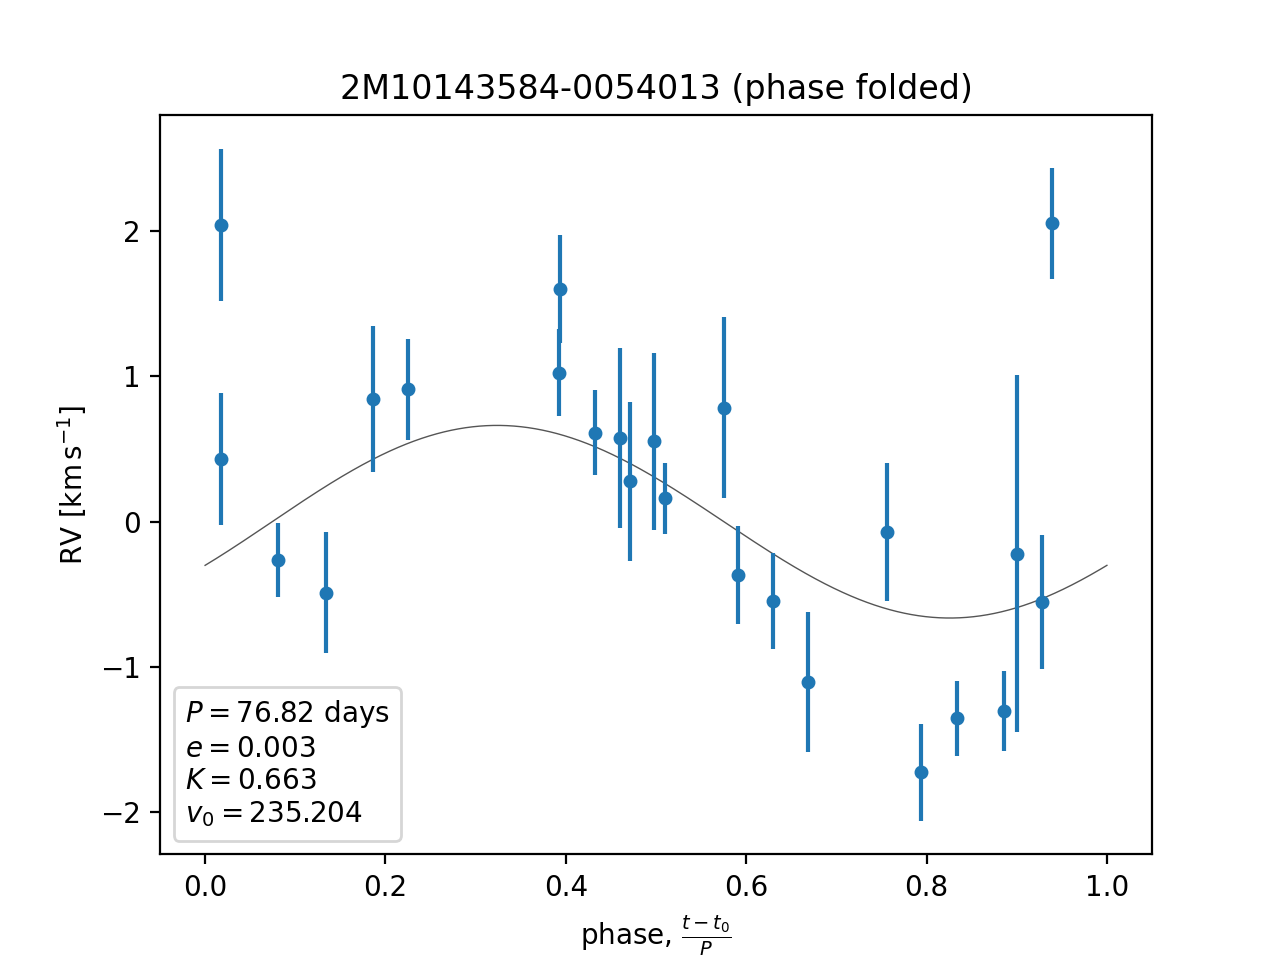 2M10143584-0054013 (phase folded)
RV [km s⁻¹]
2
1
0
−1
−2
P = 76.82 days
e = 0.003
K = 0.663
v₀ = 235.204
0.0 0.2 0.4 0.6 0.8 1.0
phase, (t − t₀)/P